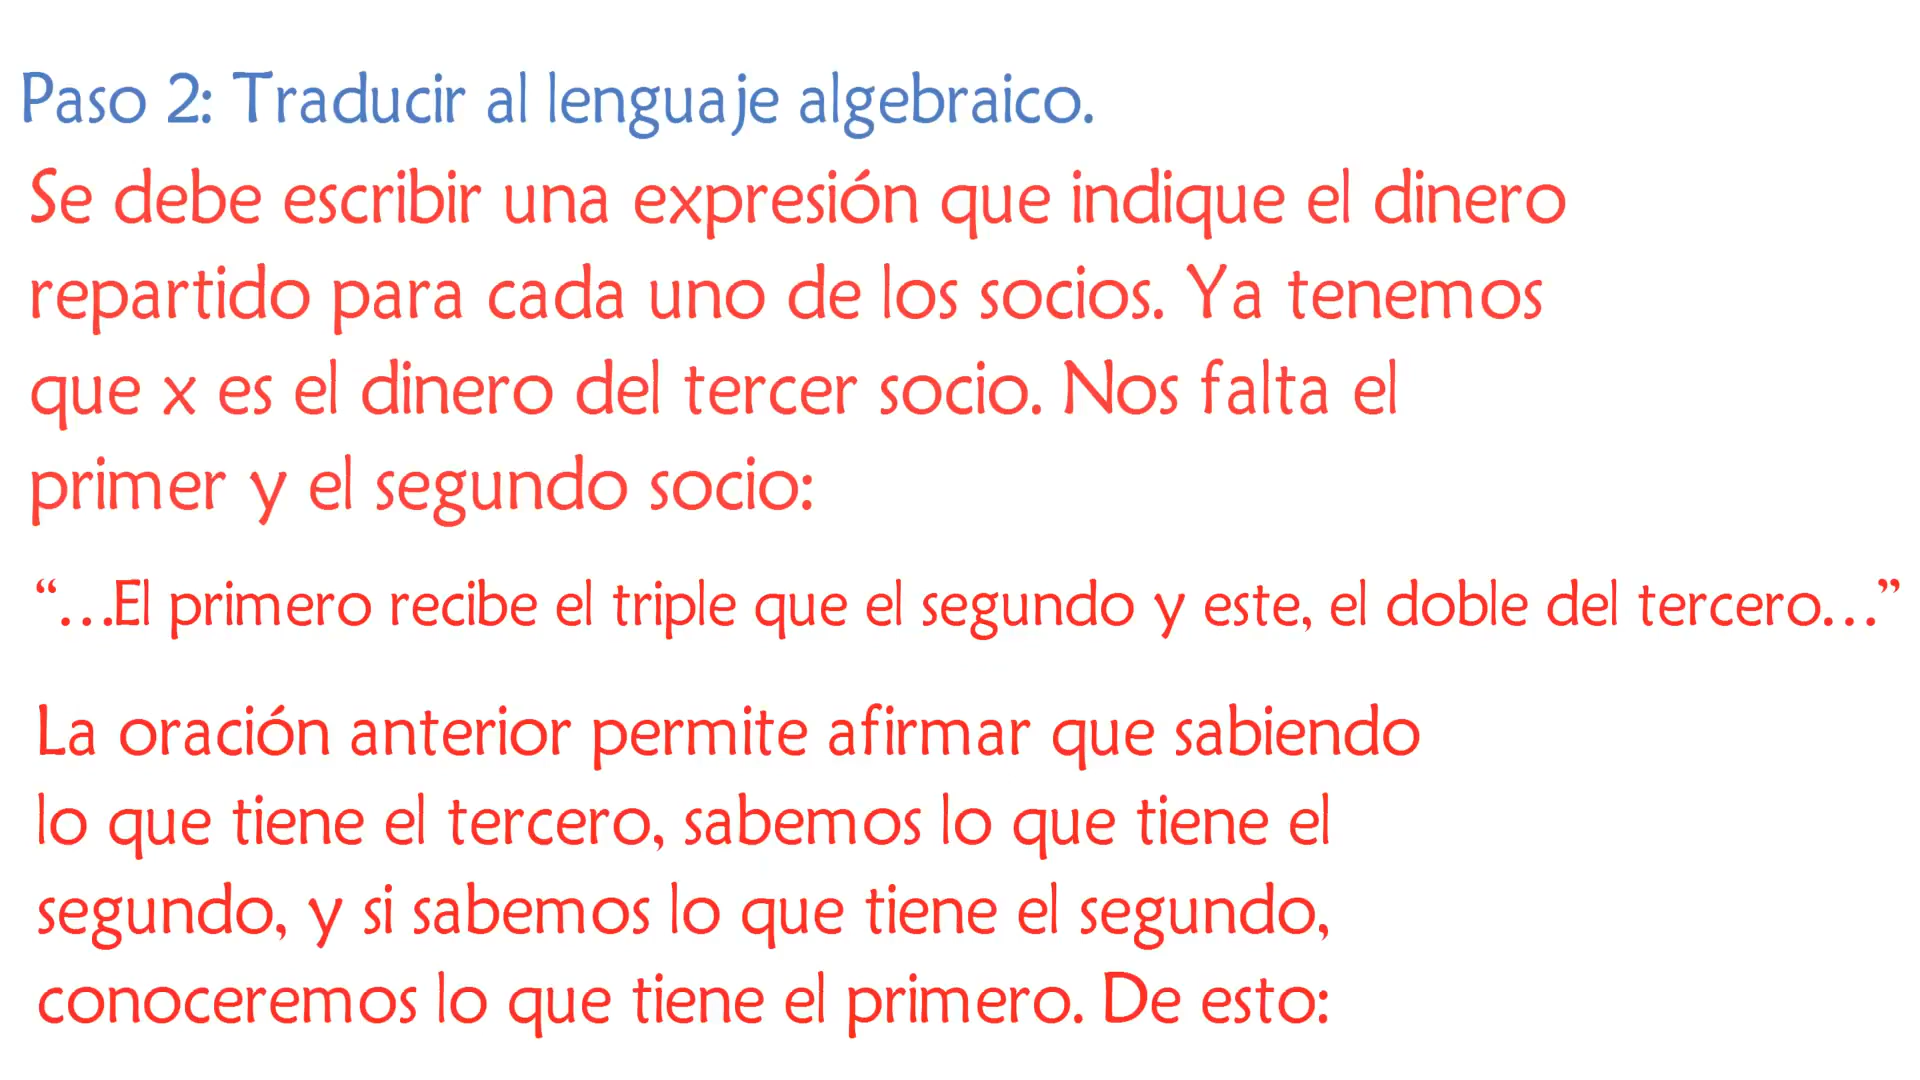 Paso 2: Traducir al lenguaje algebraico.
Se debe escribir una expresión que indique el dinero
repartido para cada uno de los socios. Ya tenemos
que x es el dinero del tercer socio. Nos falta el
primer y el segundo socio:
“…El primero recibe el triple que el segundo y este, el doble del tercero…”
La oración anterior permite afirmar que sabiendo
lo que tiene el tercero, sabemos lo que tiene el
segundo, y si sabemos lo que tiene el segundo,
conoceremos lo que tiene el primero. De esto: